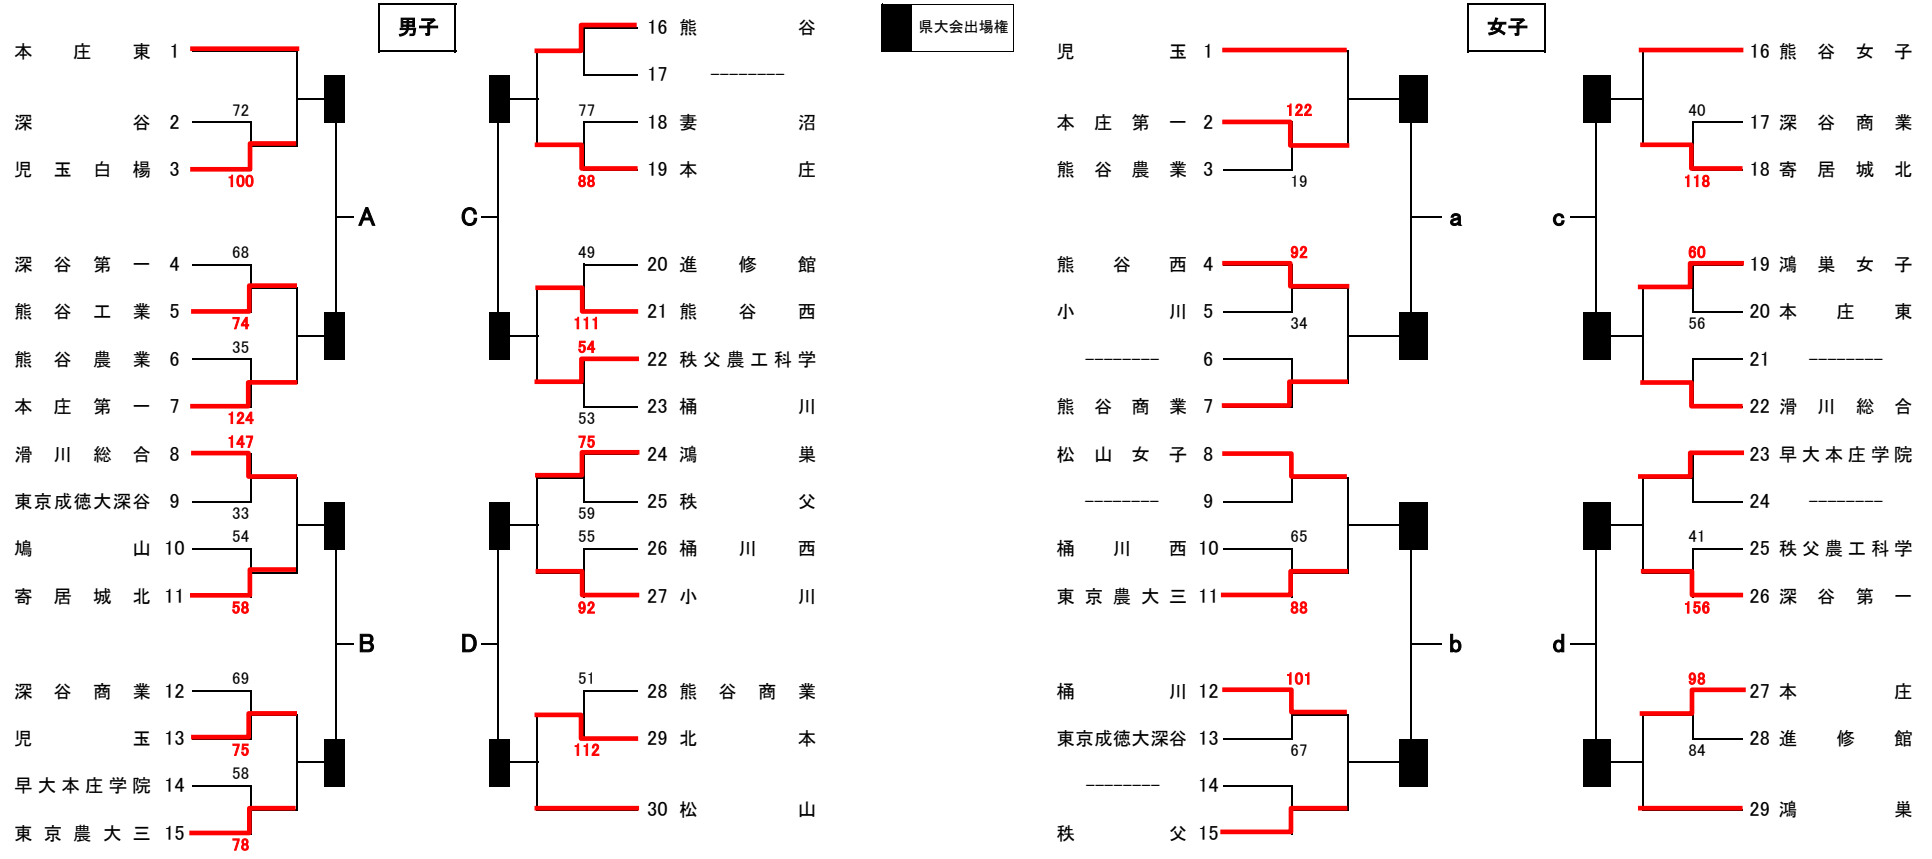 男子
県大会出場権
女子
本庄東 1
72
深谷 2
児玉白楊 3
100
A
68
深谷第一 4
熊谷工業 5
74
35
熊谷農業 6
本庄第一 7
124
147
滑川総合 8
東京成徳大深谷 9
33
54
鳩山 10
寄居城北 11
58
B
69
深谷商業 12
児玉 13
75
58
早大本庄学院 14
東京農大三 15
78
16 熊谷
17 --------
77
18 妻沼
19 本庄
88
C
49
20 進修館
21 熊谷西
111
54
22 秩父農工科学
23 桶川
53
75
24 鴻巣
25 秩父
59
55
26 桶川西
27 小川
92
D
51
28 熊谷商業
29 北本
112
30 松山
児玉 1
122
本庄第一 2
熊谷農業 3
19
a
92
熊谷西 4
小川 5
34
-------- 6
熊谷商業 7
松山女子 8
-------- 9
65
桶川西 10
東京農大三 11
88
b
101
桶川 12
東京成徳大深谷 13
67
-------- 14
秩父 15
16 熊谷女子
40
17 深谷商業
18 寄居城北
118
c
60
19 鴻巣女子
20 本庄東
56
21 --------
22 滑川総合
23 早大本庄学院
24 --------
41
25 秩父農工科学
26 深谷第一
156
d
98
27 本庄
28 進修館
84
29 鴻巣